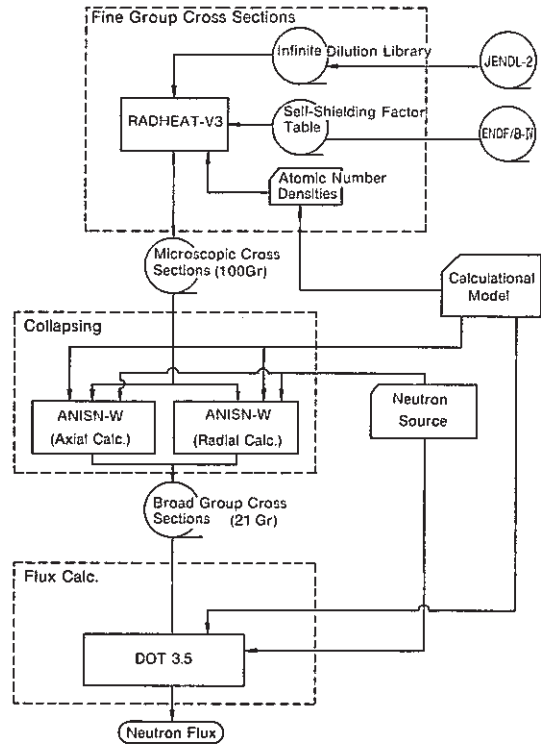 Fine Group Cross Sections
Infinite Dilution Library
JENDL-2
RADHEAT-V3
Self-Shielding Factor
Table
ENDF/B-IV
Atomic Number
Densities
Microscopic Cross
Sections (100Gr)
Calculational
Model
Collapsing
ANISN-W
(Axial Calc.)
ANISN-W
(Radial Calc.)
Neutron
Source
Broad Group Cross
Sections (21 Gr)
Flux Calc.
DOT 3.5
Neutron Flux